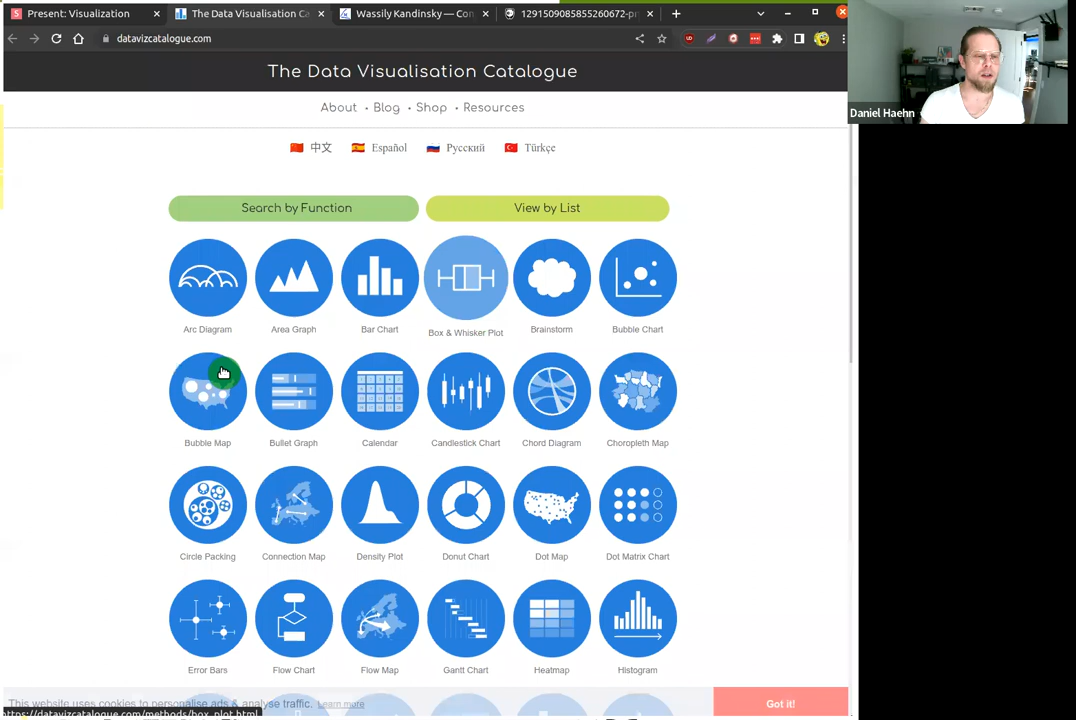 Present: Visualization
The Data Visualisation Ca
Wassily Kandinsky — Con
1291509085855260672-pr
datavizcatalogue.com
Daniel Haehn
The Data Visualisation Catalogue
About • Blog • Shop • Resources
中文 Español Русский Türkçe
Search by Function View by List
Arc Diagram Area Graph Bar Chart Box & Whisker Plot Brainstorm Bubble Chart
Bubble Map Bullet Graph Calendar Candlestick Chart Chord Diagram Choropleth Map
Circle Packing Connection Map Density Plot Donut Chart Dot Map Dot Matrix Chart
Error Bars Flow Chart Flow Map Gantt Chart Heatmap Histogram
This website uses cookies to personalise ads & analyse traffic. Learn more Got it!
https://datavizcatalogue.com/methods/box_plot.html